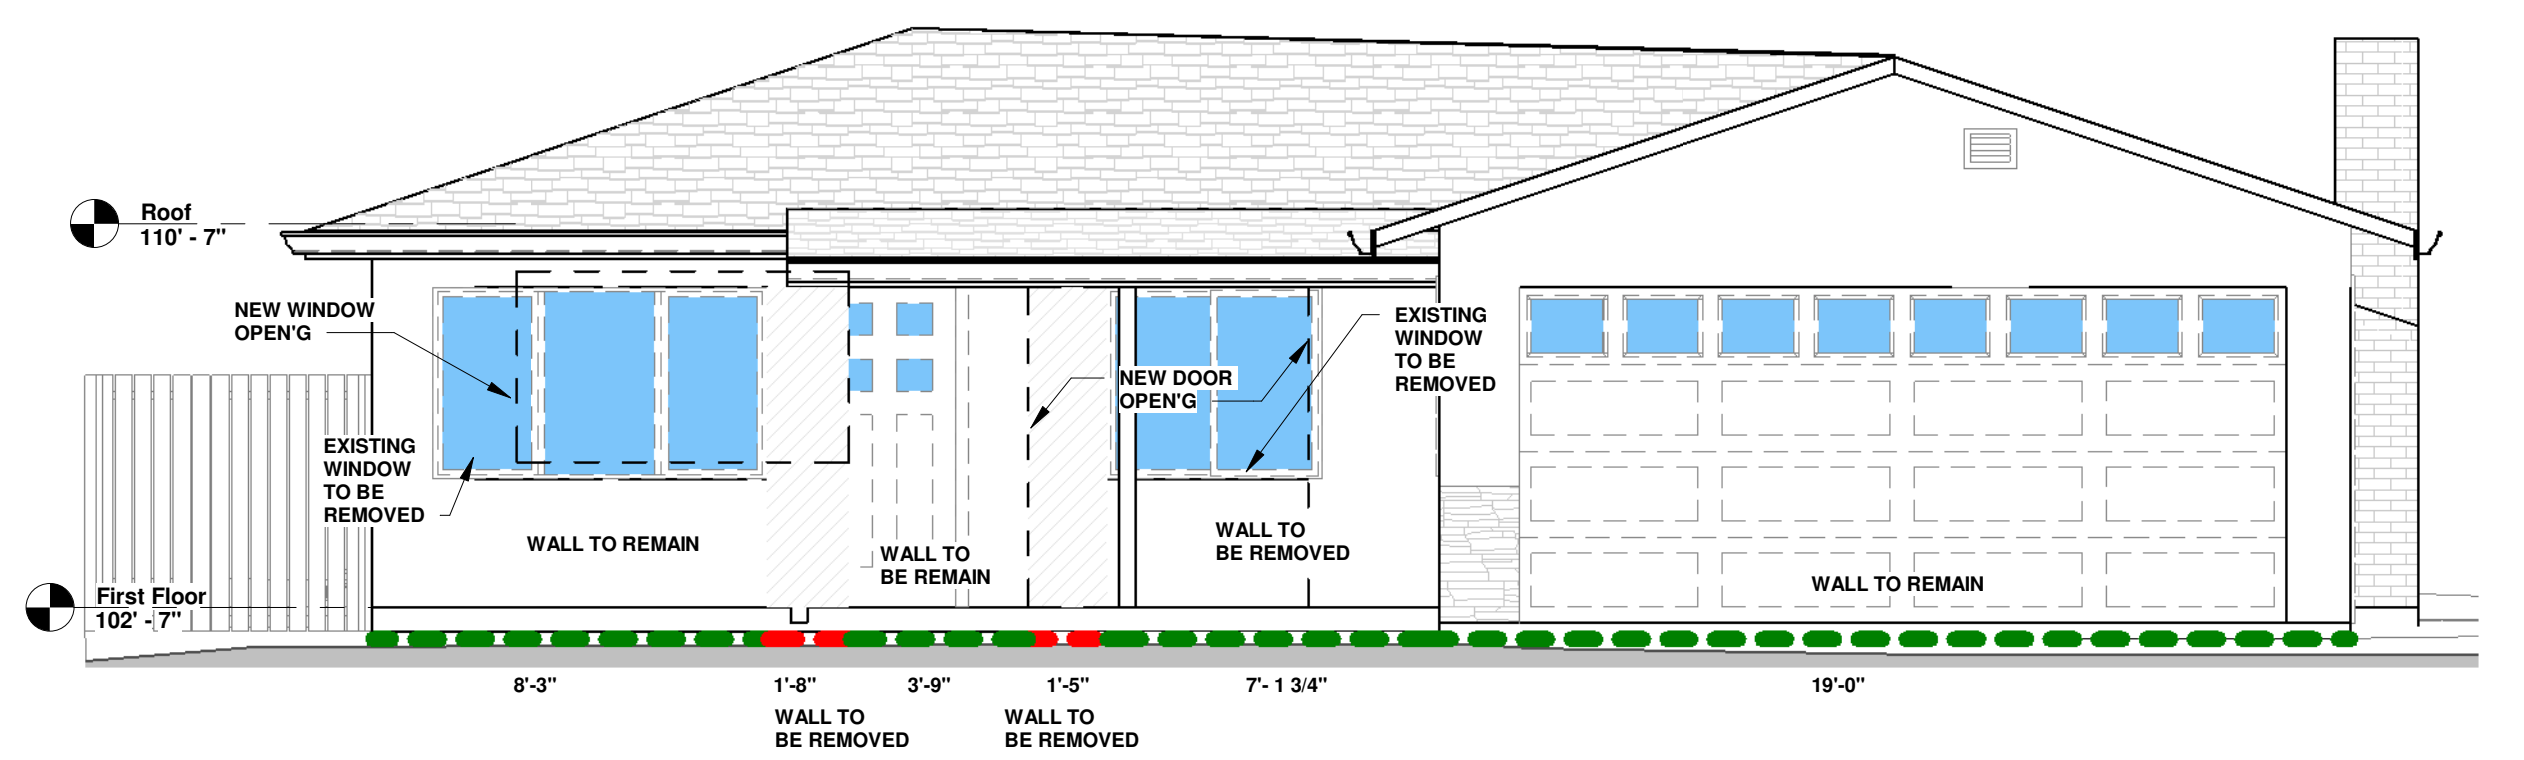 Roof
110' - 7"
NEW WINDOW
OPEN'G
EXISTING
WINDOW
TO BE
REMOVED
NEW DOOR
OPEN'G
EXISTING
WINDOW
TO BE
REMOVED
WALL TO REMAIN
WALL TO
BE REMAIN
WALL TO
BE REMOVED
WALL TO REMAIN
First Floor
102' - 7"
8'-3"
1'-8"
3'-9"
1'-5"
7'- 1 3/4"
19'-0"
WALL TO
BE REMOVED
WALL TO
BE REMOVED